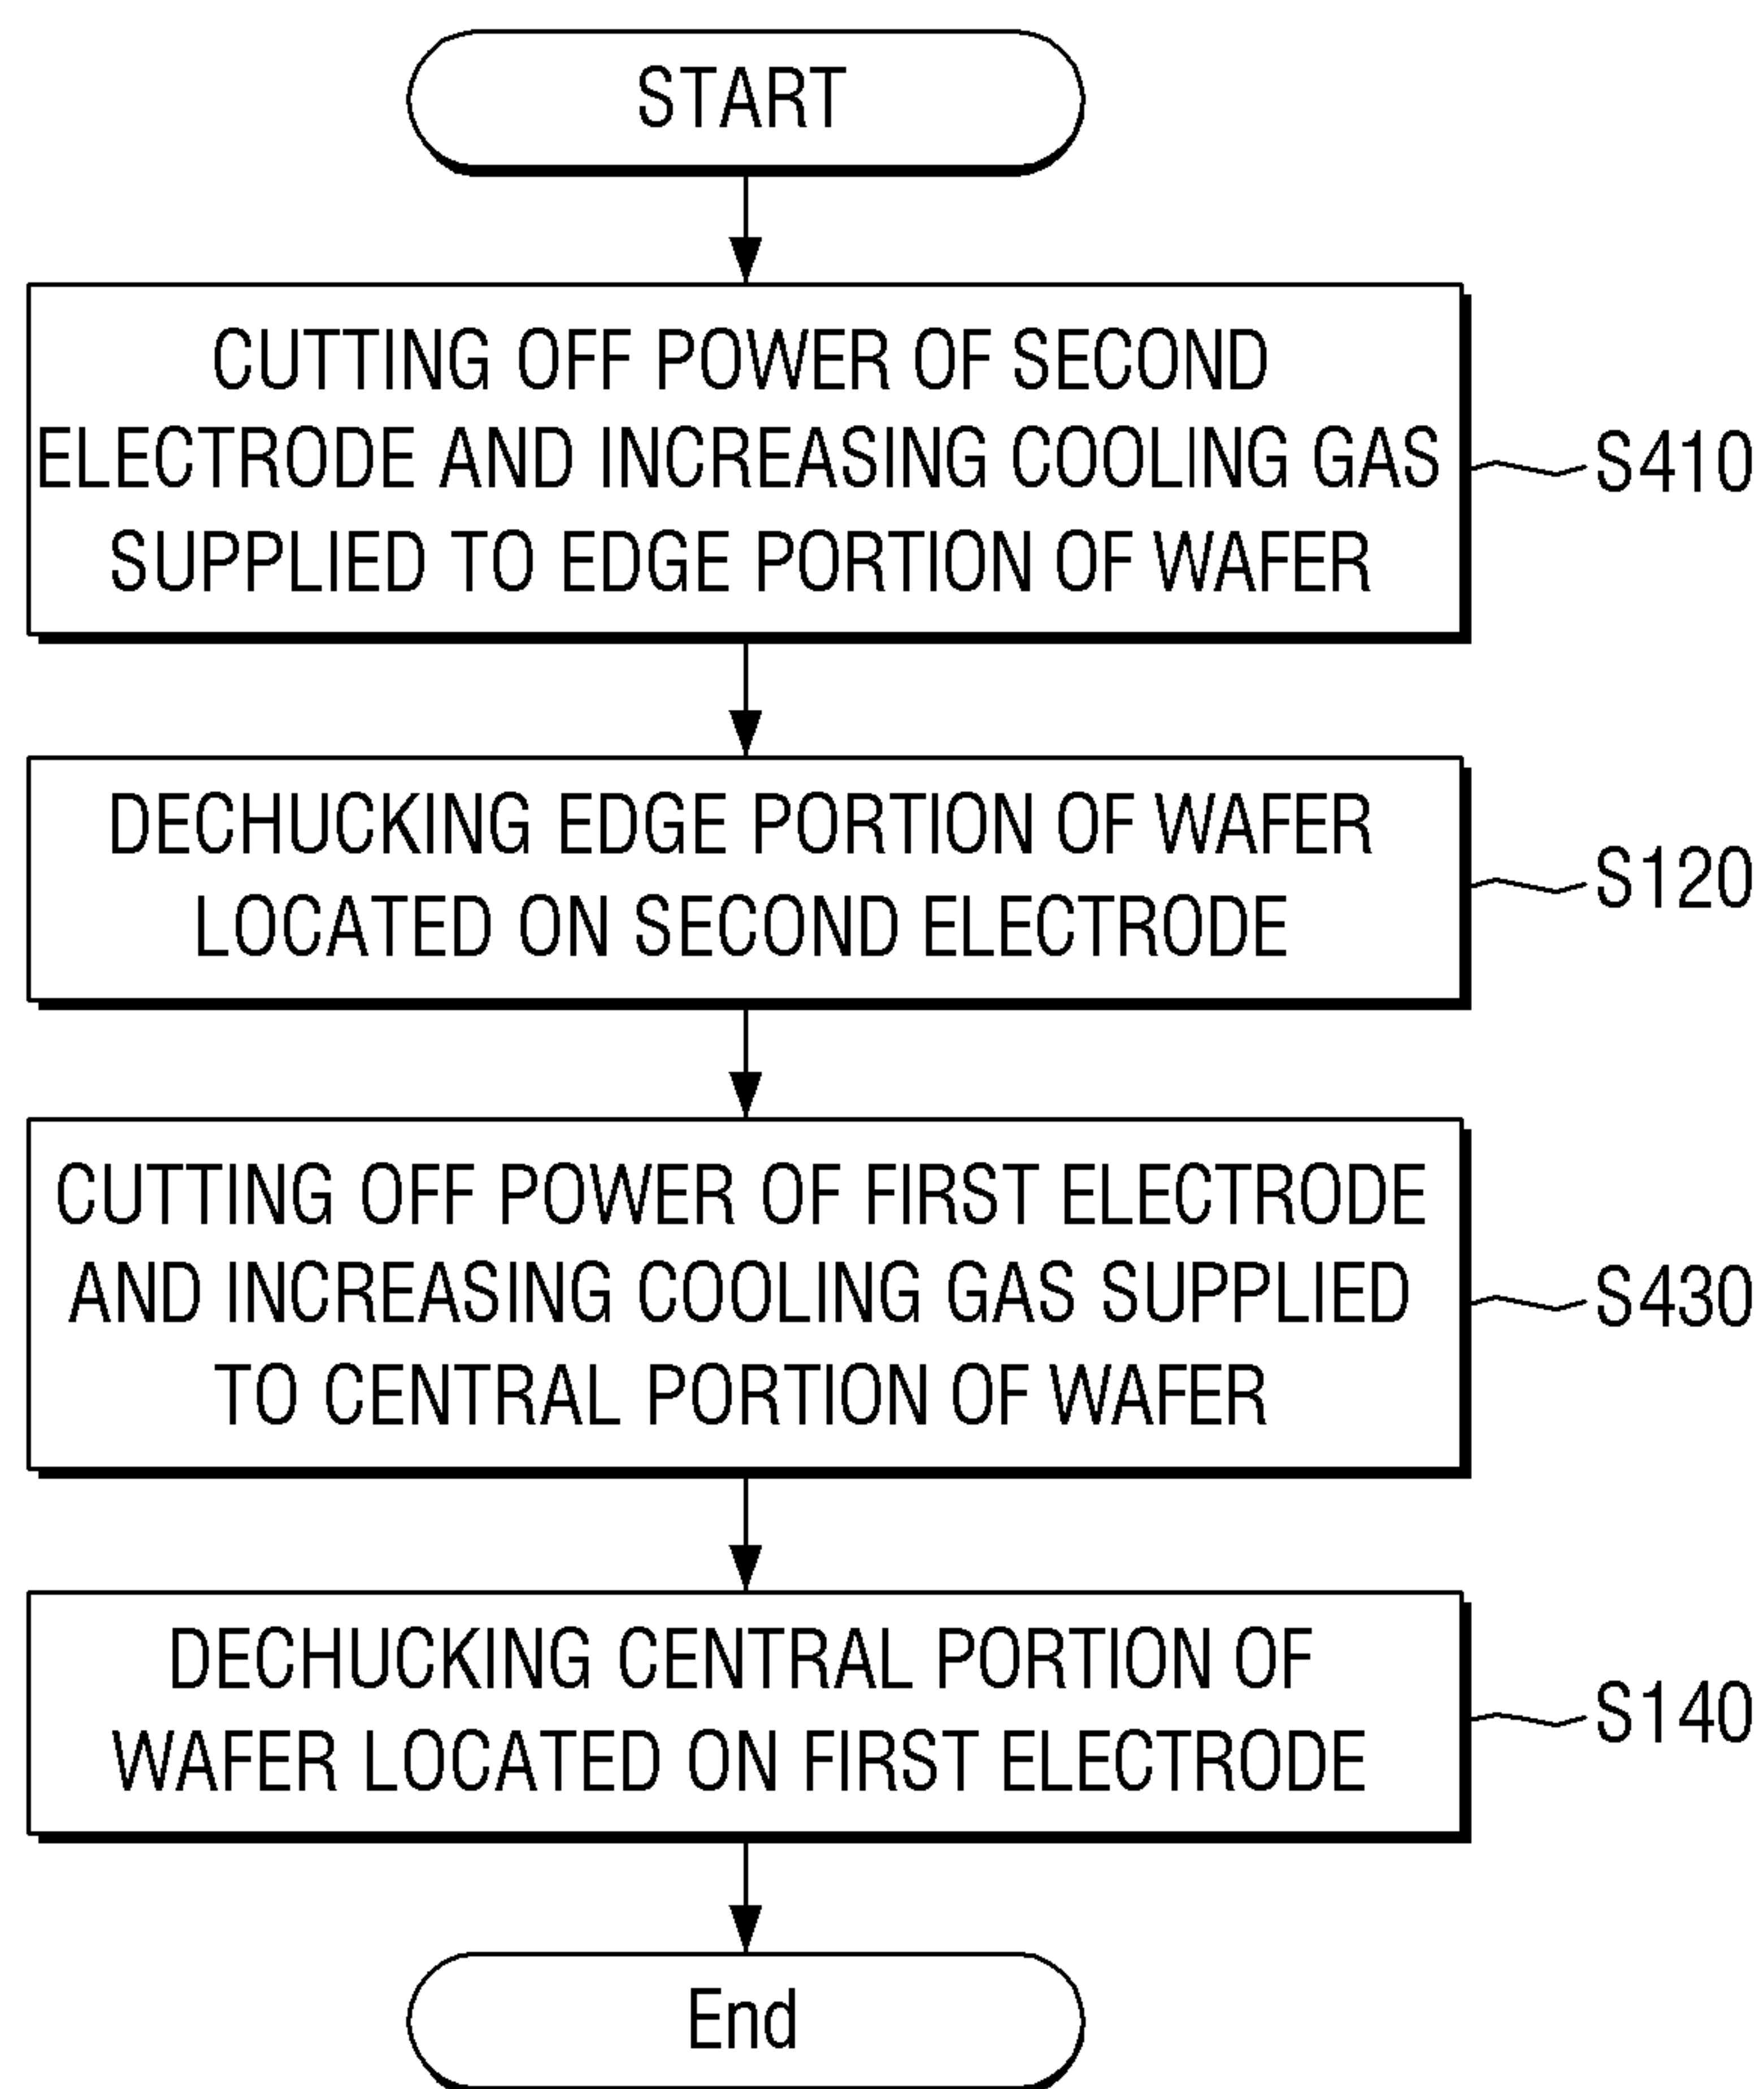 START
CUTTING OFF POWER OF SECOND
ELECTRODE AND INCREASING COOLING GAS
SUPPLIED TO EDGE PORTION OF WAFER
S410
DECHUCKING EDGE PORTION OF WAFER
LOCATED ON SECOND ELECTRODE
S120
CUTTING OFF POWER OF FIRST ELECTRODE
AND INCREASING COOLING GAS SUPPLIED
TO CENTRAL PORTION OF WAFER
S430
DECHUCKING CENTRAL PORTION OF
WAFER LOCATED ON FIRST ELECTRODE
S140
End